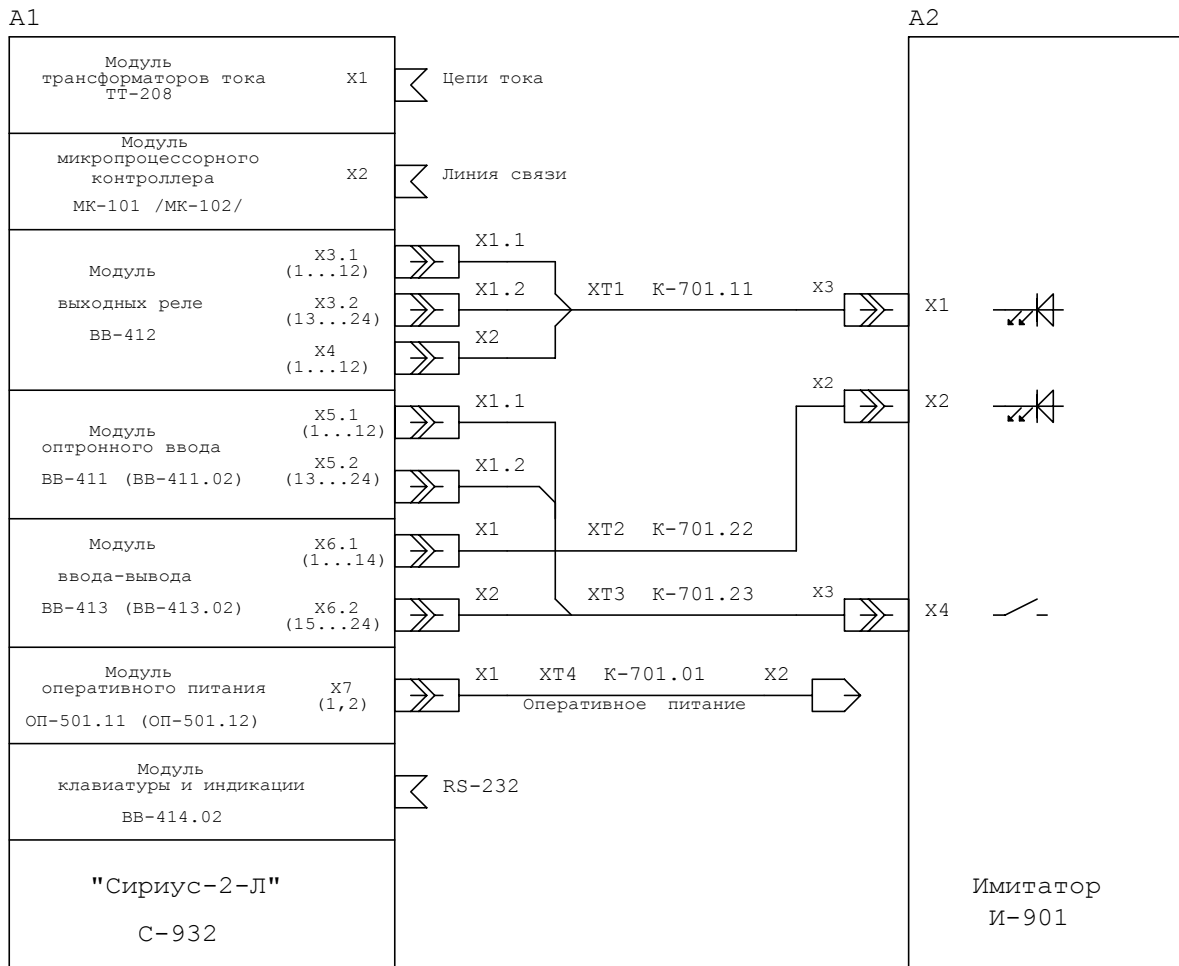 А1
А2
Модуль
трансформаторов тока
ТТ-208
X1
Цепи тока
Модуль
микропроцессорного
контроллера
МК-101 /МК-102/
X2
Линия связи
Модуль
выходных реле
ВВ-412
X3.1
(1...12)
X1.1
X3.2
(13...24)
X1.2
ХТ1 К-701.11
X3
X1
X4
(1...12)
X2
Модуль
оптронного ввода
ВВ-411 (ВВ-411.02)
X5.1
(1...12)
X1.1
X2
X2
X5.2
(13...24)
X1.2
Модуль
ввода-вывода
ВВ-413 (ВВ-413.02)
X6.1
(1...14)
X1
ХТ2 К-701.22
X6.2
(15...24)
X2
ХТ3 К-701.23
X3
X4
Модуль
оперативного питания
ОП-501.11 (ОП-501.12)
X7
(1,2)
X1
ХТ4 К-701.01
X2
Оперативное питание
Модуль
клавиатуры и индикации
ВВ-414.02
RS-232
"Сириус-2-Л"
С-932
Имитатор
И-901